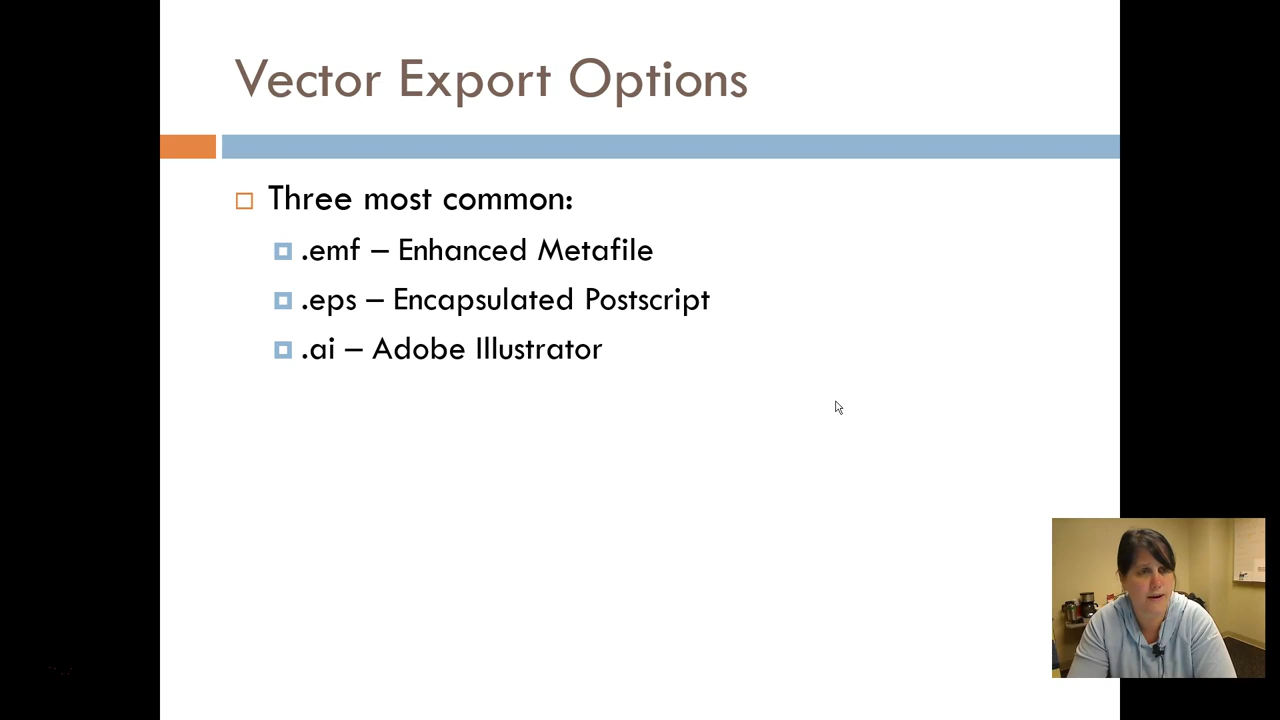 Vector Export Options
Three most common:
.emf – Enhanced Metafile
.eps – Encapsulated Postscript
.ai – Adobe Illustrator